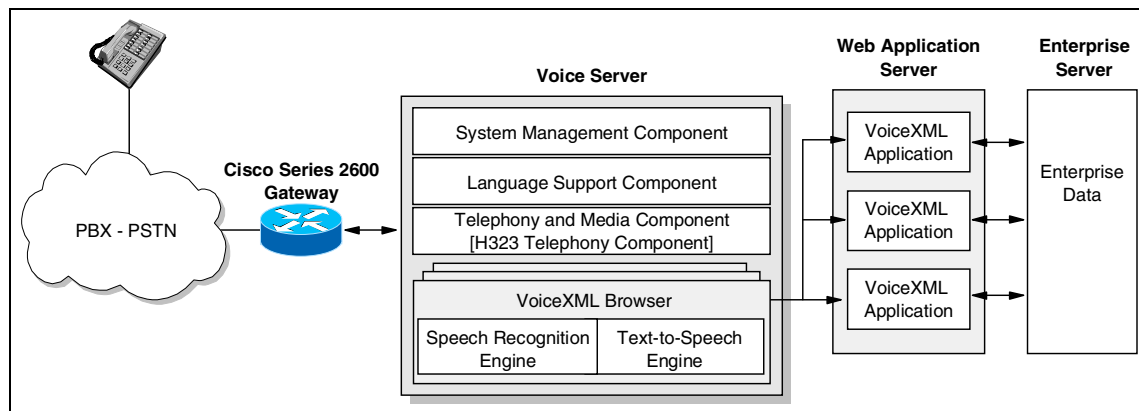 Voice Server
Web Application
Server
Enterprise
Server
System Management Component
Language Support Component
Telephony and Media Component
[H323 Telephony Component]
VoiceXML Browser
Speech Recognition
Engine
Text-to-Speech
Engine
Cisco Series 2600
Gateway
PBX - PSTN
VoiceXML
Application
VoiceXML
Application
VoiceXML
Application
Enterprise
Data